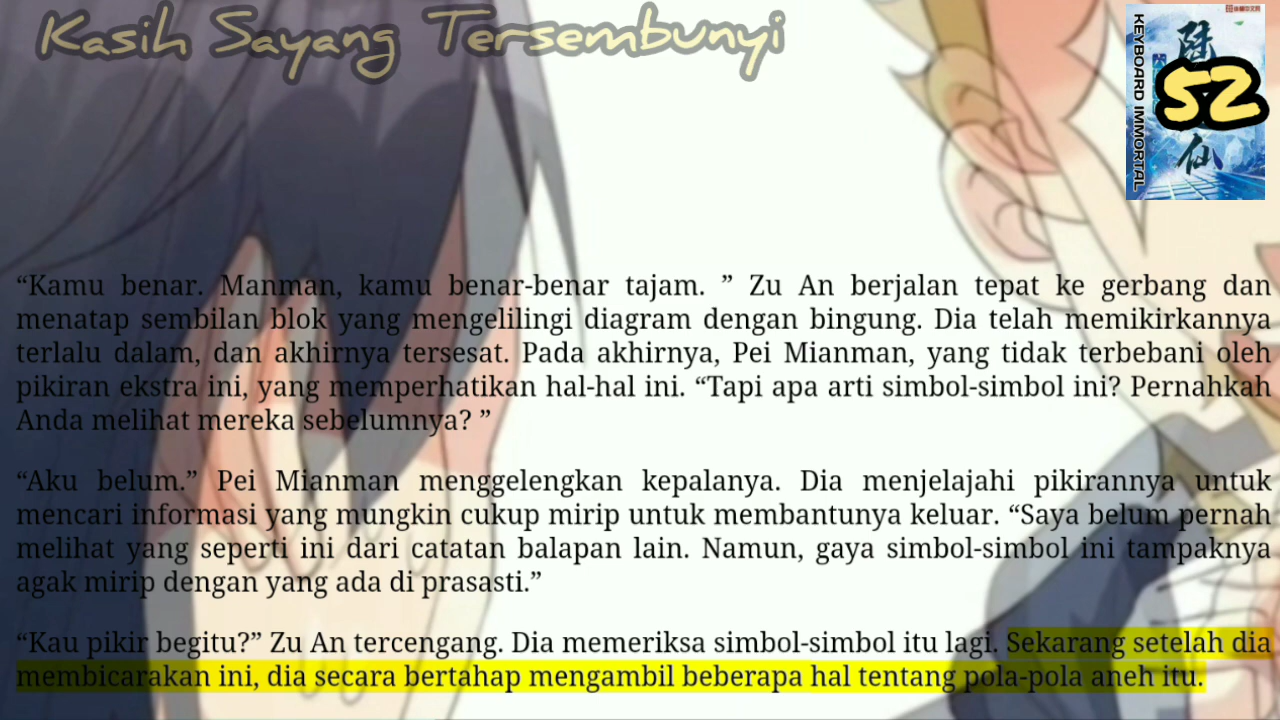 Kasih Sayang Tersembunyi
KEYBOARD IMMORTAL
52
“Kamu benar. Manman, kamu benar-benar tajam. ” Zu An berjalan tepat ke gerbang dan
menatap sembilan blok yang mengelilingi diagram dengan bingung. Dia telah memikirkannya
terlalu dalam, dan akhirnya tersesat. Pada akhirnya, Pei Mianman, yang tidak terbebani oleh
pikiran ekstra ini, yang memperhatikan hal-hal ini. “Tapi apa arti simbol-simbol ini? Pernahkah
Anda melihat mereka sebelumnya? ”
“Aku belum.” Pei Mianman menggelengkan kepalanya. Dia menjelajahi pikirannya untuk
mencari informasi yang mungkin cukup mirip untuk membantunya keluar. “Saya belum pernah
melihat yang seperti ini dari catatan balapan lain. Namun, gaya simbol-simbol ini tampaknya
agak mirip dengan yang ada di prasasti.”
“Kau pikir begitu?” Zu An tercengang. Dia memeriksa simbol-simbol itu lagi. Sekarang setelah dia
membicarakan ini, dia secara bertahap mengambil beberapa hal tentang pola-pola aneh itu.